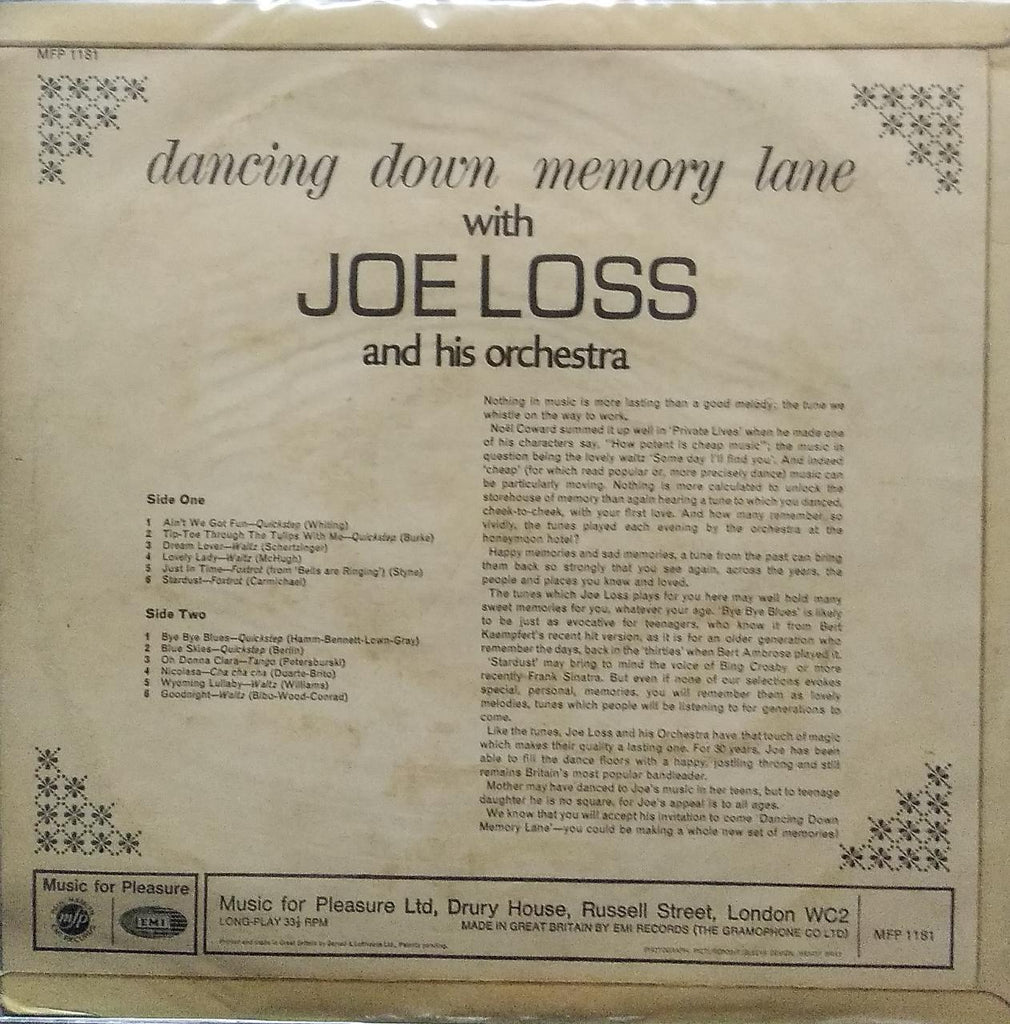 MFP 1181
dancing down memory lane
with
JOE LOSS
and his orchestra
Side One
1 Ain't We Got Fun—Quickstep (Whiting)
2 Tip-Toe Through The Tulips With Me—Quickstep (Burke)
3 Dream Lover—Waltz (Schertzinger)
4 Lovely Lady—Waltz (McHugh)
5 Just In Time—Foxtrot (from 'Bells are Ringing') (Styne)
6 Stardust—Foxtrot (Carmichael)
Side Two
1 Bye Bye Blues—Quickstep (Hamm-Bennett-Lown-Gray)
2 Blue Skies—Quickstep (Berlin)
3 Oh Donna Clara—Tango (Petersburski)
4 Nicolasa—Cha cha cha (Duarte-Brito)
5 Wyoming Lullaby—Waltz (Williams)
6 Goodnight—Waltz (Bibo-Wood-Conrad)
Nothing in music is more lasting than a good melody; the tune we
whistle on the way to work.
Noël Coward summed it up well in 'Private Lives' when he made one
of his characters say, "How potent is cheap music"; the music in
question being the lovely waltz 'Some day I'll find you'. And indeed
'cheap' (for which read popular or, more precisely dance) music can
be particularly moving. Nothing is more calculated to unlock the
storehouse of memory than again hearing a tune to which you danced,
cheek-to-cheek, with your first love. And how many remember, so
vividly, the tunes played each evening by the orchestra at the
honeymoon hotel?
Happy memories and sad memories, a tune from the past can bring
them back so strongly that you see again, across the years, the
people and places you knew and loved.
The tunes which Joe Loss plays for you here may well hold many
sweet memories for you, whatever your age. 'Bye Bye Blues' is likely
to be just as evocative for teenagers, who know it from Bert
Kaempfert's recent hit version, as it is for an older generation who
remember the days, back in the 'thirties' when Bert Ambrose played it.
'Stardust' may bring to mind the voice of Bing Crosby or more
recently Frank Sinatra. But even if none of our selections evokes
special, personal, memories, you will remember them as lovely
melodies, tunes which people will be listening to for generations to
come.
Like the tunes, Joe Loss and his Orchestra have that touch of magic
which makes their quality a lasting one. For 30 years, Joe has been
able to fill the dance floors with a happy, jostling throng and still
remains Britain's most popular bandleader.
Mother may have danced to Joe's music in her teens, but to teenage
daughter he is no square, for Joe's appeal is to all ages.
We know that you will accept his invitation to come 'Dancing Down
Memory Lane'—you could be making a whole new set of memories!
Music for Pleasure
mfp
EMI
Music for Pleasure Ltd, Drury House, Russell Street, London WC2
LONG-PLAY 33⅓ RPM
MADE IN GREAT BRITAIN BY EMI RECORDS (THE GRAMOPHONE CO LTD)
MFP 1181
Printed and made in Great Britain by